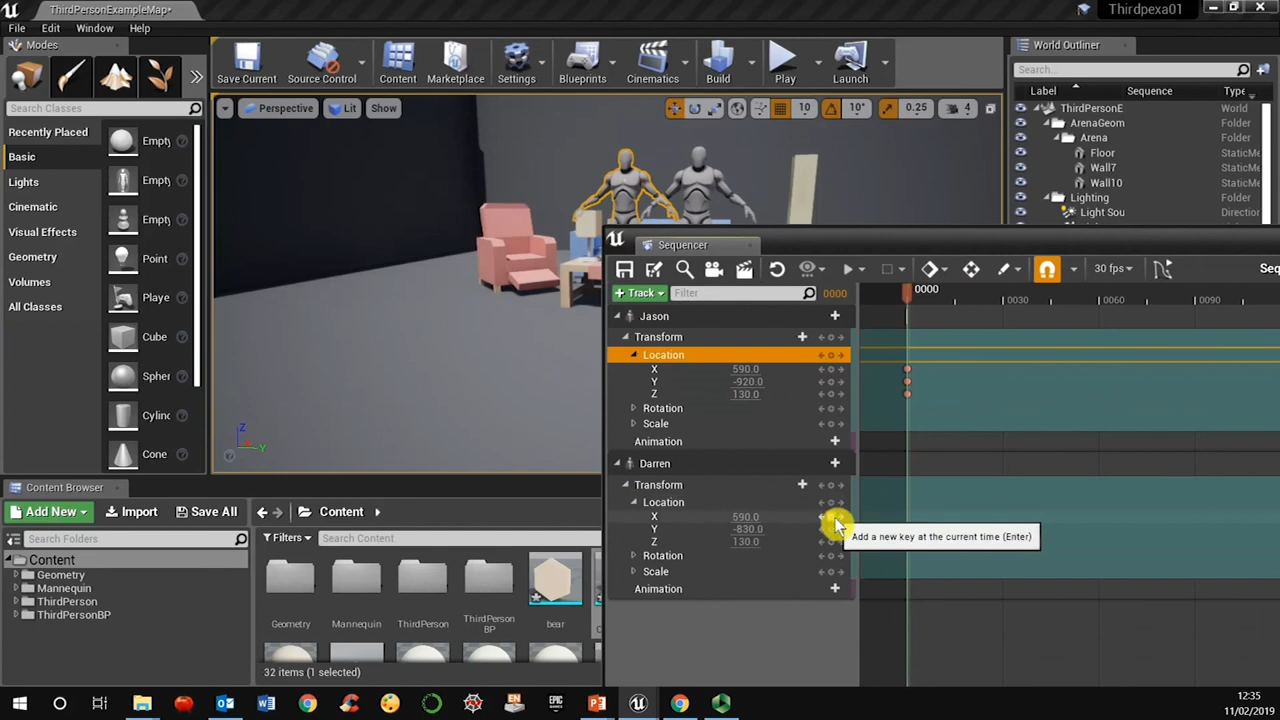 ThirdPersonExampleMap*
Thirdpexa01
File Edit Window Help
Modes
Search Classes
Recently Placed
Basic
Lights
Cinematic
Visual Effects
Geometry
Volumes
All Classes
Empty
Empty
Empty
Point
Playe
Cube
Spher
Cylin
Cone
Save Current
Source Control
Content
Marketplace
Settings
Blueprints
Cinematics
Build
Play
Launch
Perspective
Lit
Show
10
10°
0.25
4
Z
Y
World Outliner
Search...
Label Sequence Type
ThirdPersonE World
ArenaGeom Folder
Arena Folder
Floor StaticMe
Wall7 StaticMe
Wall10 StaticMe
Lighting Folder
Light Sou Direction
Sequencer
30 fps
Seq
Track
Filter
0000
0000
0030
0060
0090
Jason
Transform
Location
X 590.0
Y -920.0
Z 130.0
Rotation
Scale
Animation
Darren
Transform
Location
X 590.0
Y -830.0
Z 130.0
Rotation
Scale
Animation
Add a new key at the current time (Enter)
Content Browser
Add New
Import
Save All
Content
Search Folders
Content
Geometry
Mannequin
ThirdPerson
ThirdPersonBP
Filters
Search Content
Geometry
Mannequin
ThirdPerson
ThirdPerson
BP
bear
32 items (1 selected)
12:35
11/02/2019